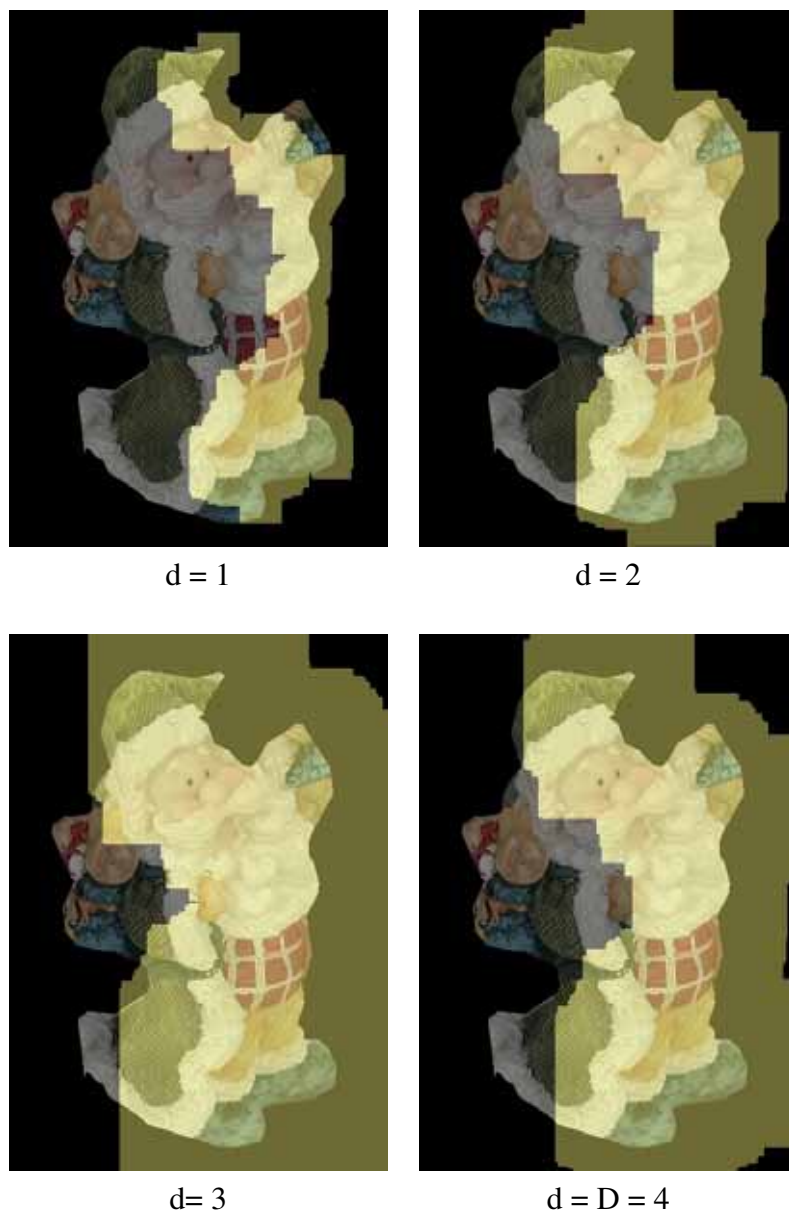 d = 1
d = 2
d= 3
d = D = 4